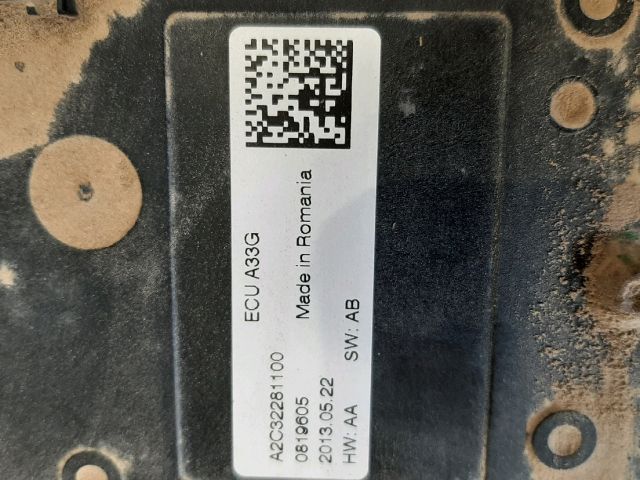 ECU A33G
A2C32281100
0819605 Made in Romania
2013.05.22
HW: AA SW: AB